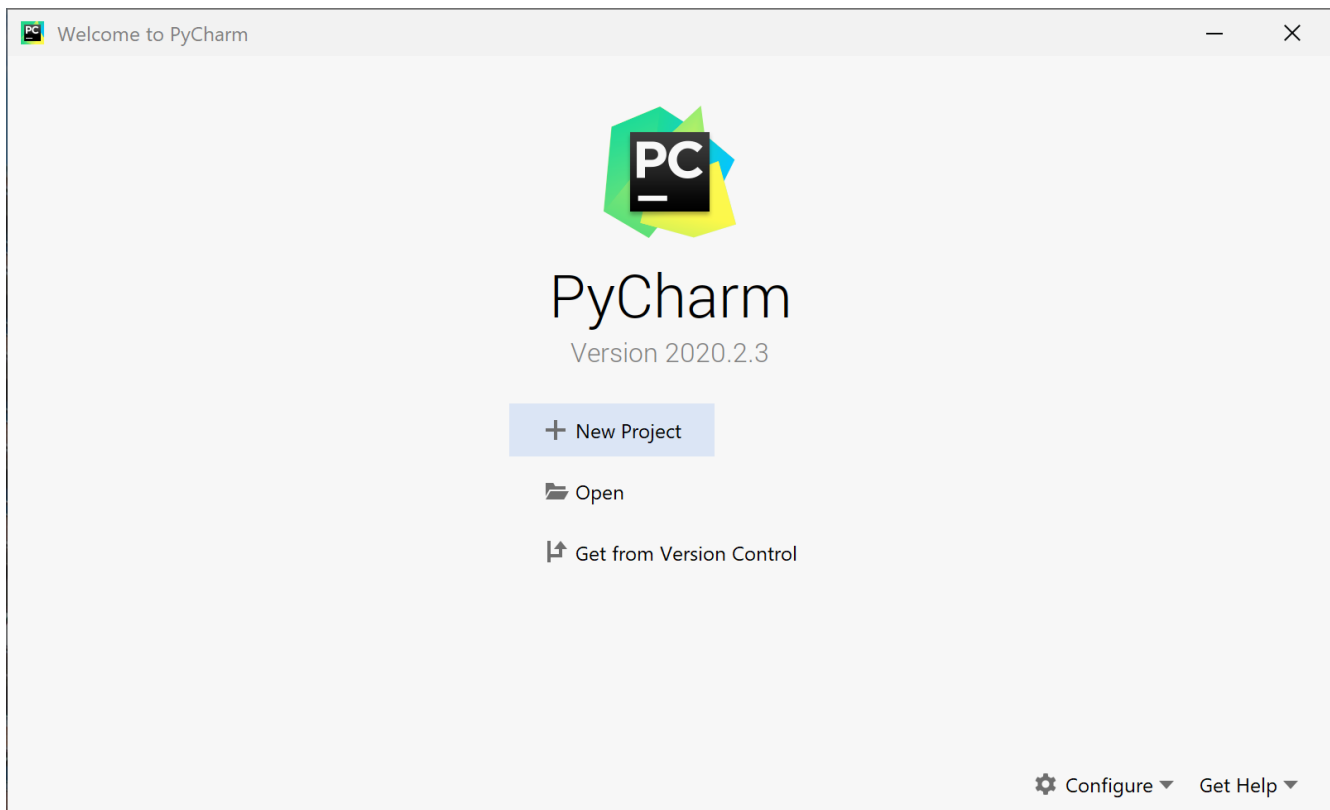 PC
Welcome to PyCharm
PC
PyCharm
Version 2020.2.3
New Project
Open
Get from Version Control
Configure
Get Help